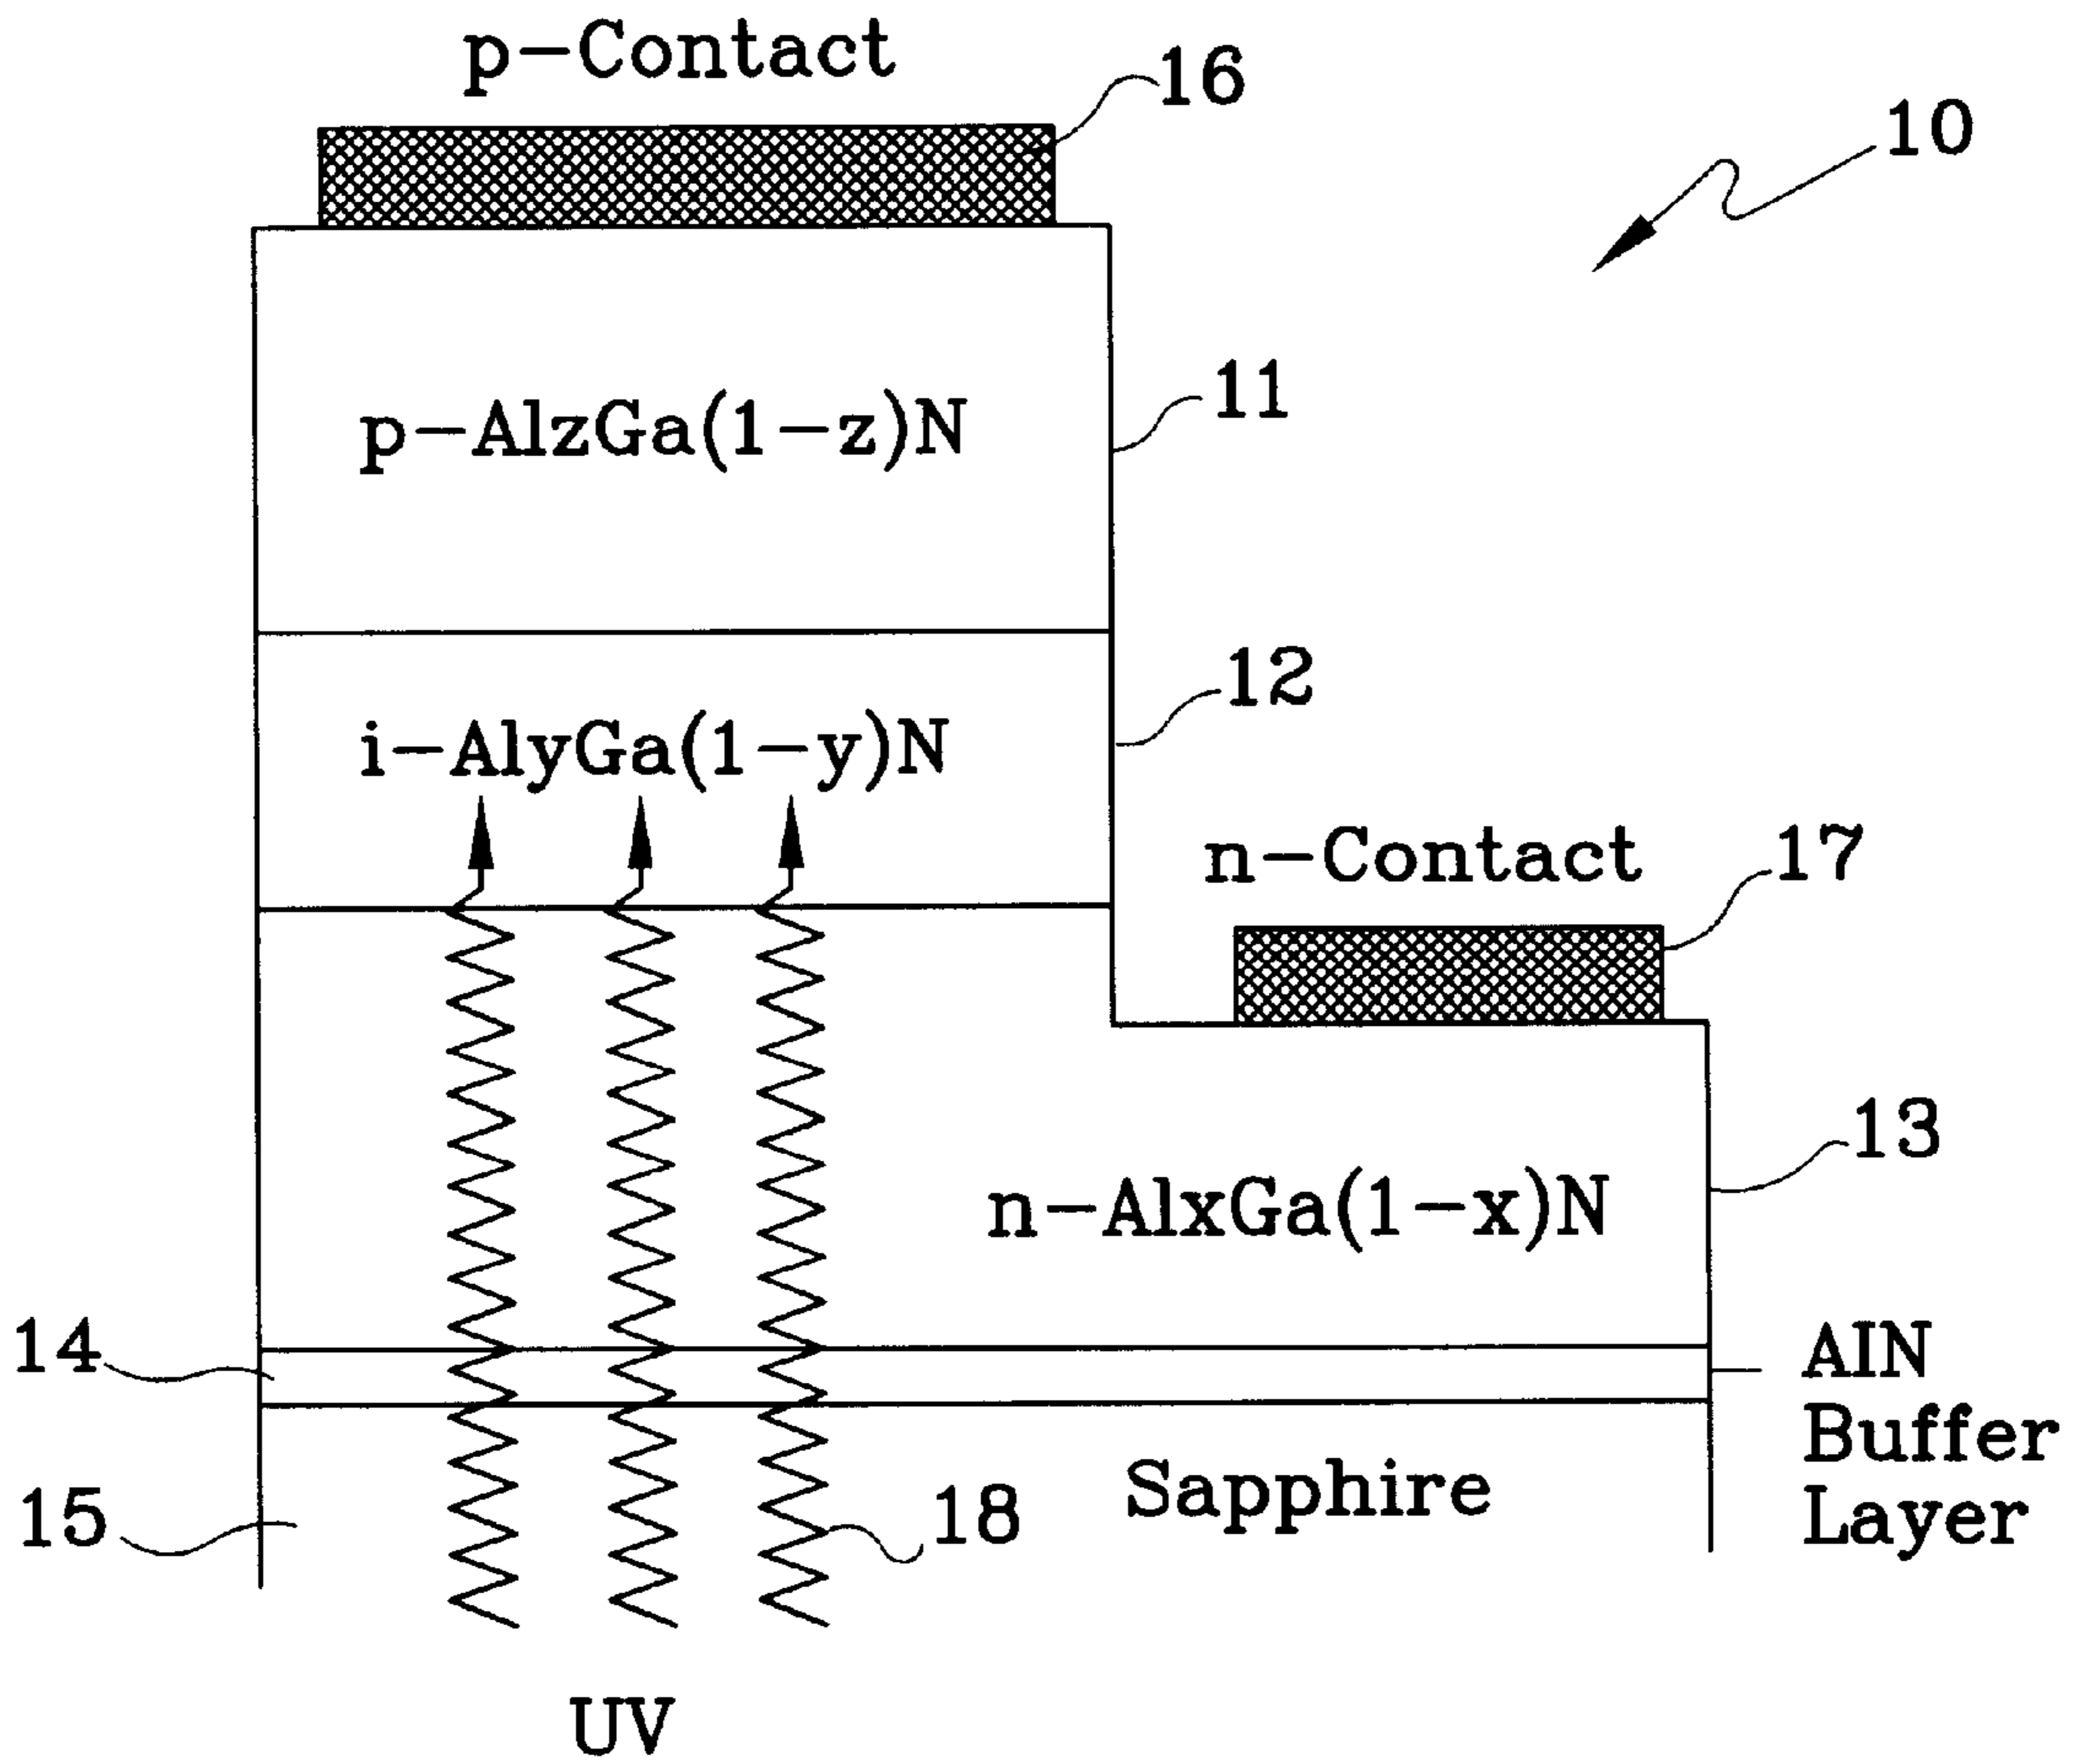 p-Contact
16
10
11
p-AlzGa(1-z)N
12
i-AlyGa(1-y)N
n-Contact
17
13
n-AlxGa(1-x)N
14
AIN
Buffer
Layer
Sapphire
15
18
UV